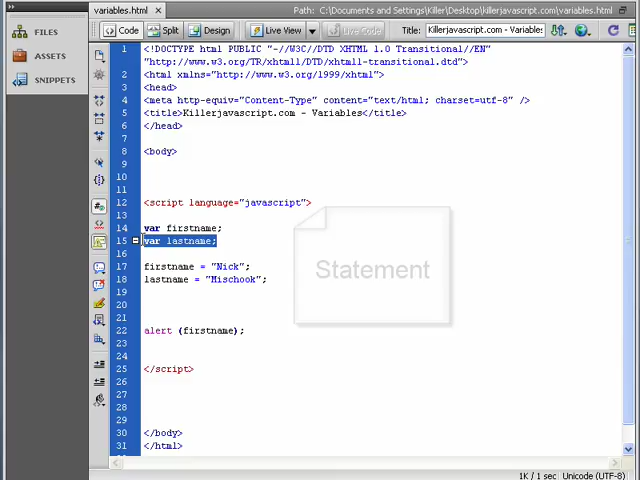 variables.html
Path: C:\Documents and Settings\Killer\Desktop\killerjavascript.com\variables.html
Code
Split
Design
Live View
Live Code
Title:
Killerjavascript.com - Variables
FILES
ASSETS
SNIPPETS
1 <!DOCTYPE html PUBLIC "-//W3C//DTD XHTML 1.0 Transitional//EN"
"http://www.w3.org/TR/xhtml1/DTD/xhtml1-transitional.dtd">
2 <html xmlns="http://www.w3.org/1999/xhtml">
3 <head>
4 <meta http-equiv="Content-Type" content="text/html; charset=utf-8" />
5 <title>Killerjavascript.com - Variables</title>
6 </head>
7
8 <body>
9
10
11
12 <script language="javascript">
13
14 var firstname;
15 var lastname;
16
17 firstname = "Nick";
18 lastname = "Mischook";
19
20
21
22 alert (firstname);
23
24
25 </script>
26
27
28
29
30 </body>
31 </html>
Statement
1K / 1 sec
Unicode (UTF-8)